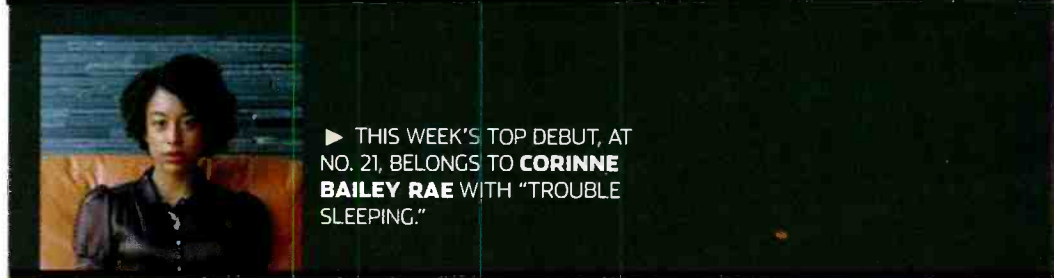 ▶ THIS WEEK'S TOP DEBUT, AT
NO. 21, BELONGS TO CORINNE
BAILEY RAE WITH "TROUBLE
SLEEPING."